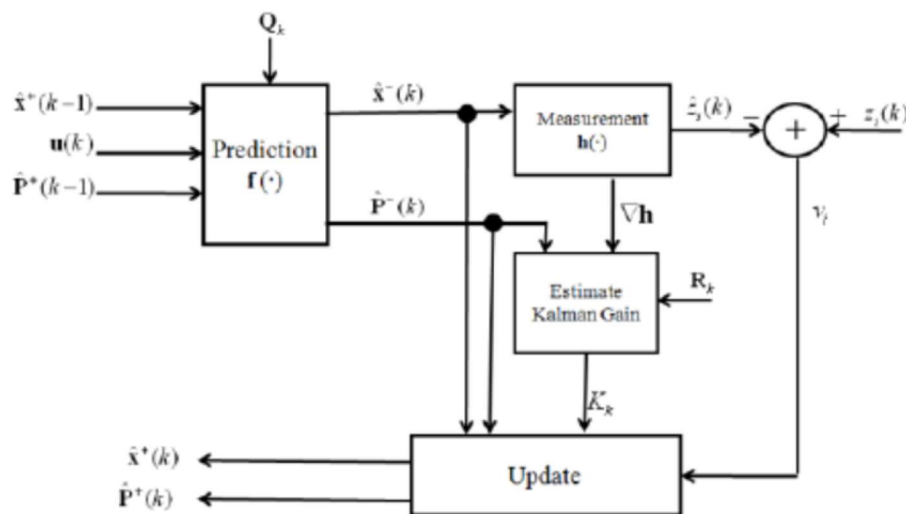 Q_k
x̂⁺(k−1)
u(k)
P̂⁺(k−1)
Prediction
f(·)
x̂⁻(k)
P̂⁻(k)
Measurement
h(·)
ẑ_i(k)
−
+
+
z_i(k)
∇h
ν_i
Estimate
Kalman Gain
R_k
K_k
x̂⁺(k)
P̂⁺(k)
Update